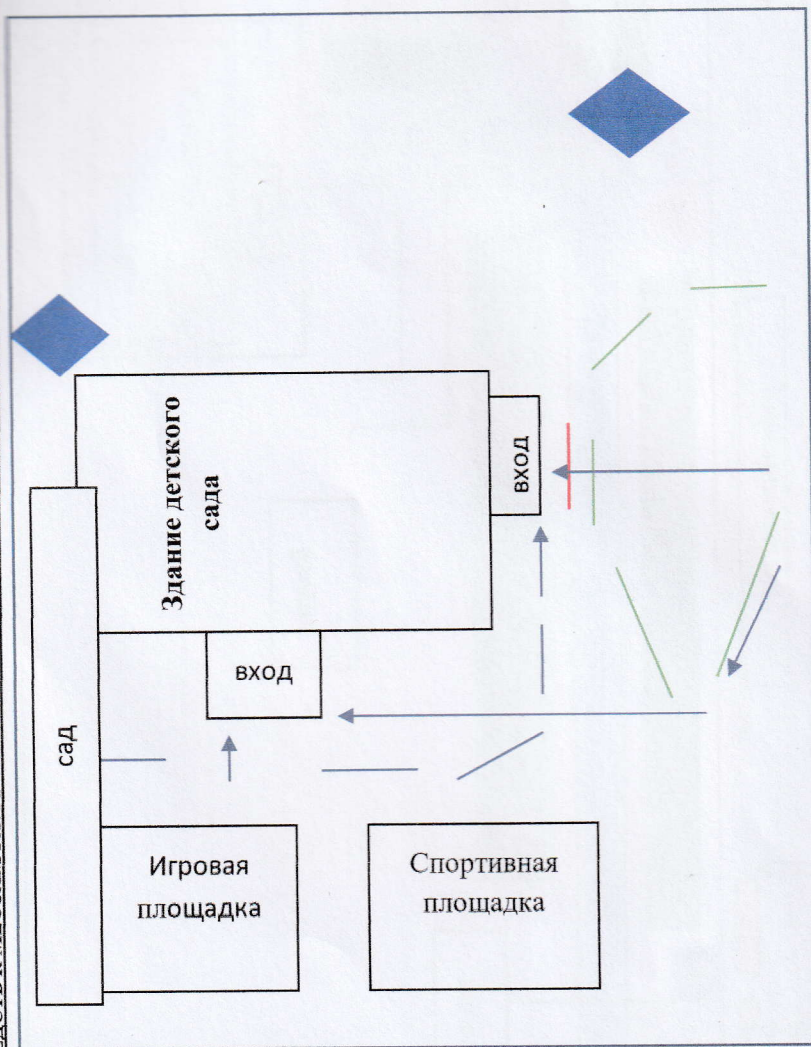 сад
Здание детского
сада
вход
вход
Игровая
площадка
Спортивная
площадка